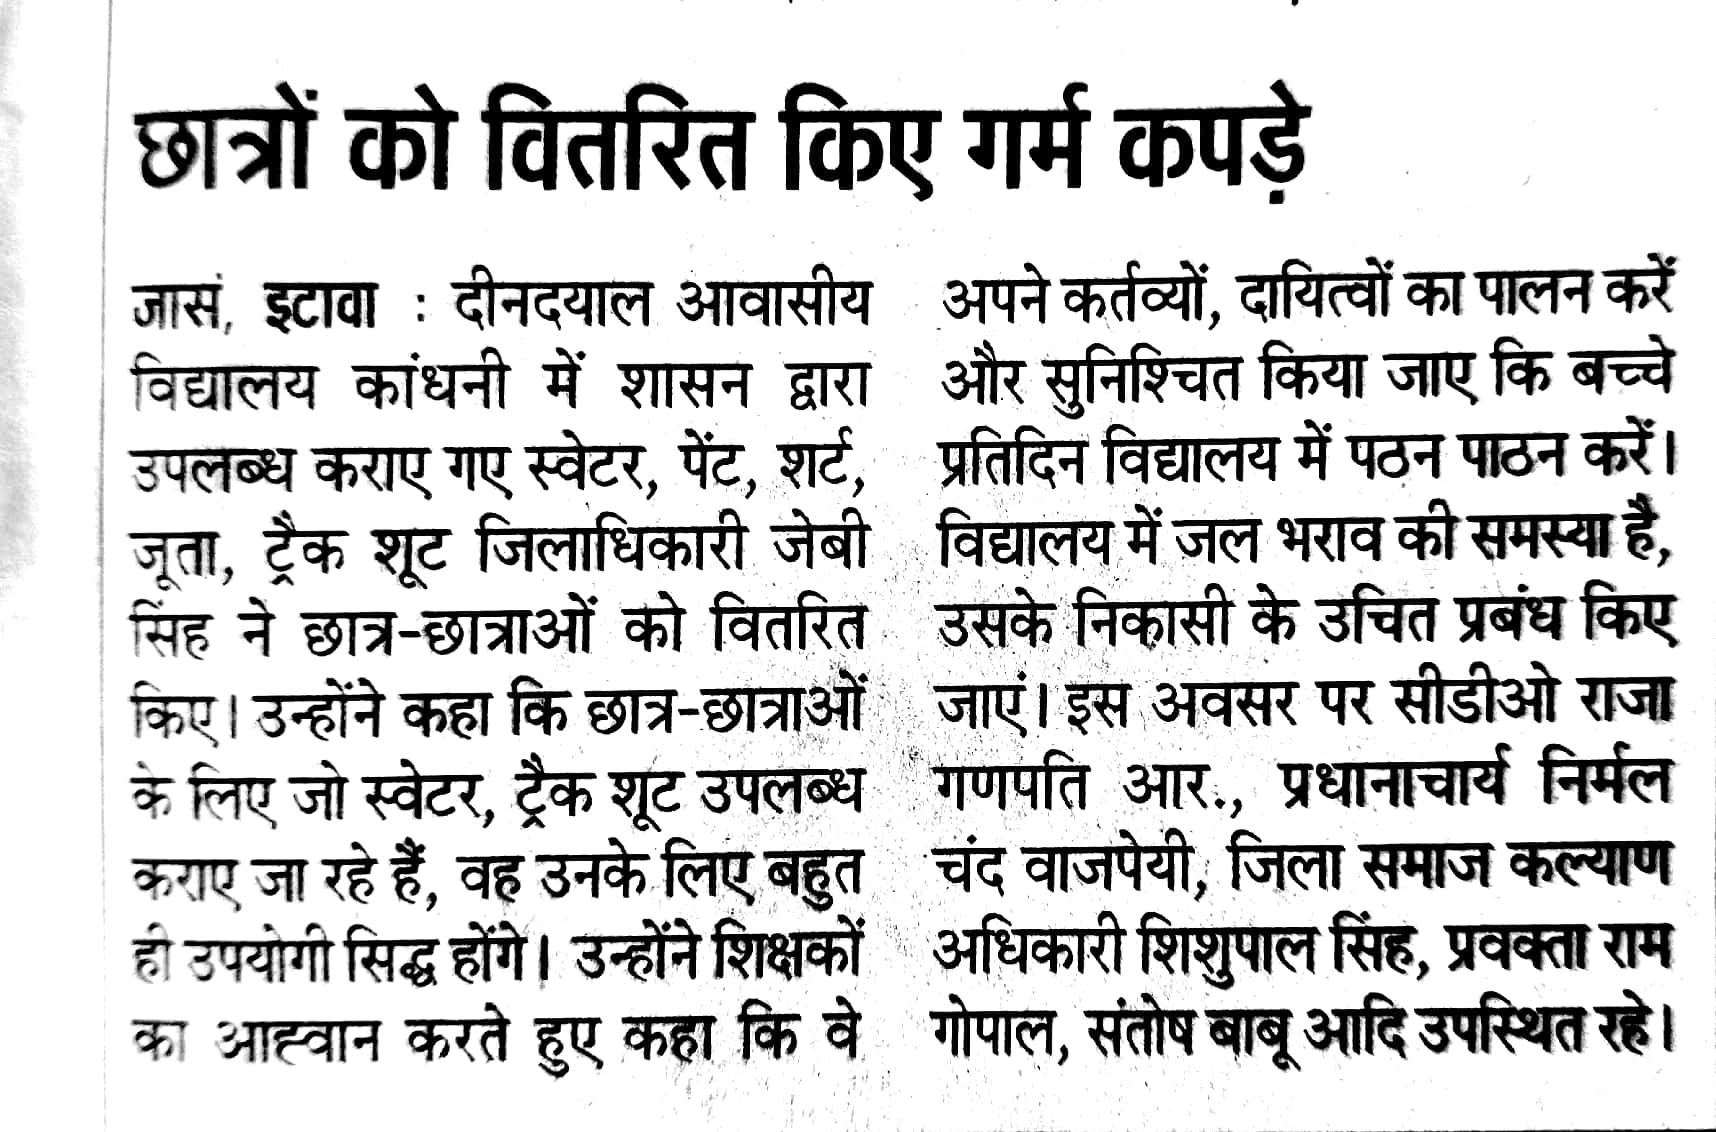 छात्रों को वितरित किए गर्म कपड़े
जासं, इटावा : दीनदयाल आवासीय
विद्यालय कांधनी में शासन द्वारा
उपलब्ध कराए गए स्वेटर, पेंट, शर्ट,
जूता, ट्रैक शूट जिलाधिकारी जेबी
सिंह ने छात्र-छात्राओं को वितरित
किए। उन्होंने कहा कि छात्र-छात्राओं
के लिए जो स्वेटर, ट्रैक शूट उपलब्ध
कराए जा रहे हैं, वह उनके लिए बहुत
ही उपयोगी सिद्ध होंगे। उन्होंने शिक्षकों
का आह्वान करते हुए कहा कि वे
अपने कर्तव्यों, दायित्वों का पालन करें
और सुनिश्चित किया जाए कि बच्चे
प्रतिदिन विद्यालय में पठन पाठन करें।
विद्यालय में जल भराव की समस्या है,
उसके निकासी के उचित प्रबंध किए
जाएं। इस अवसर पर सीडीओ राजा
गणपति आर., प्रधानाचार्य निर्मल
चंद वाजपेयी, जिला समाज कल्याण
अधिकारी शिशुपाल सिंह, प्रवक्ता राम
गोपाल, संतोष बाबू आदि उपस्थित रहे।